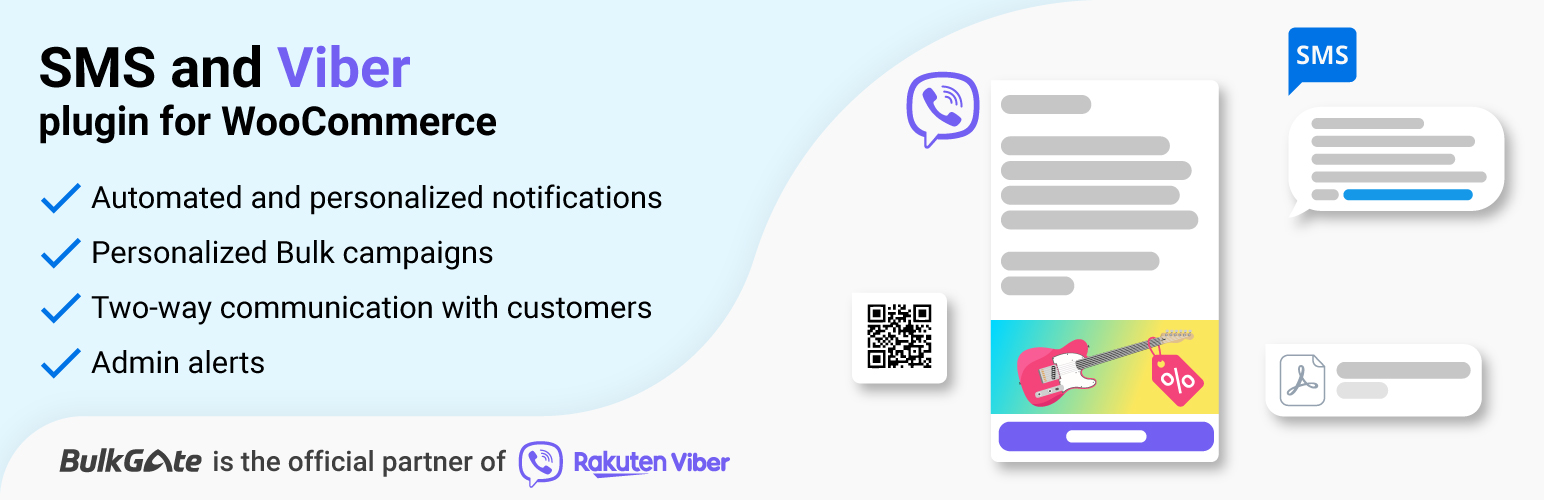 SMS and Viber
plugin for WooCommerce
Automated and personalized notifications
Personalized Bulk campaigns
Two-way communication with customers
Admin alerts
BulkGate is the official partner of Rakuten Viber
SMS
%